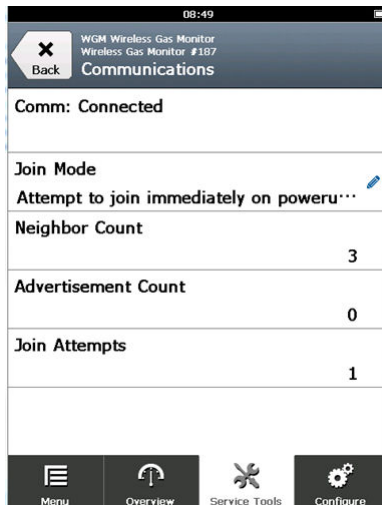 08:49
WGM Wireless Gas Monitor
Wireless Gas Monitor #187
Back
Communications
Comm: Connected
Join Mode
Attempt to join immediately on poweru···
Neighbor Count
3
Advertisement Count
0
Join Attempts
1
Menu
Overview
Service Tools
Configure